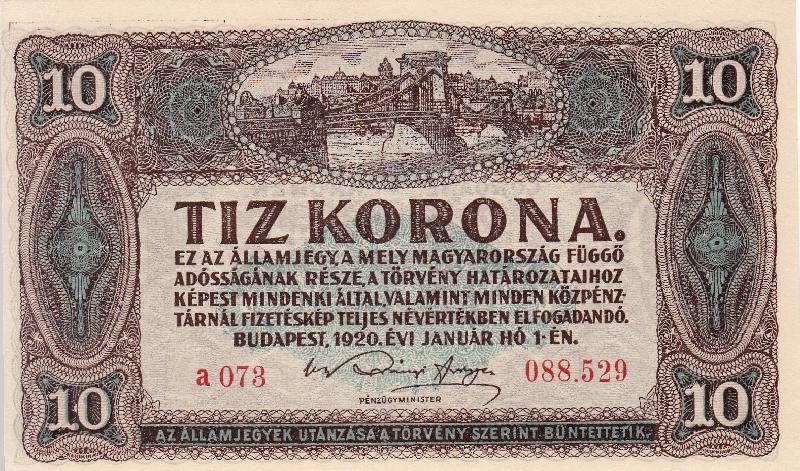 10 10
TIZ KORONA.
EZ AZ ÁLLAMJEGY, A MELY MAGYARORSZÁG FÜGGŐ
ADÓSSÁGÁNAK RÉSZE, A TÖRVÉNY HATÁROZATAIHOZ
KÉPEST MINDENKI ÁLTAL, VALAMINT MINDEN KÖZPÉNZ-
TÁRNÁL FIZETÉSKÉP TELJES NÉVÉRTÉKBEN ELFOGADANDÓ.
BUDAPEST, 1920. ÉVI JANUÁR HÓ 1-ÉN.
a 073 088.529
PÉNZÜGYMINISTER
10 10
AZ ÁLLAMJEGYEK UTÁNZÁSA A TÖRVÉNY SZERINT BÜNTETTETIK.